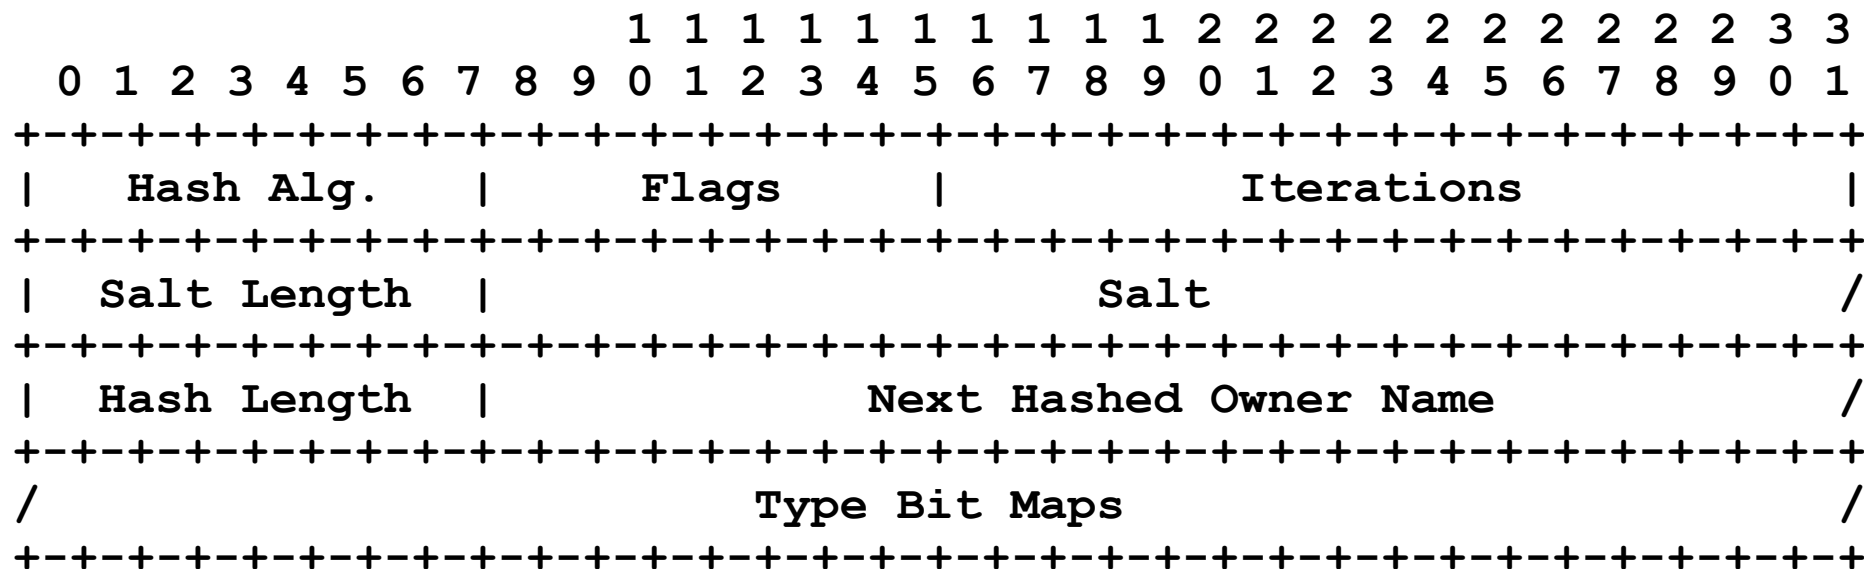 1 1 1 1 1 1 1 1 1 1 2 2 2 2 2 2 2 2 2 2 3 3
  0 1 2 3 4 5 6 7 8 9 0 1 2 3 4 5 6 7 8 9 0 1 2 3 4 5 6 7 8 9 0 1
 +-+-+-+-+-+-+-+-+-+-+-+-+-+-+-+-+-+-+-+-+-+-+-+-+-+-+-+-+-+-+-+-+
 |   Hash Alg.   |     Flags     |          Iterations           |
 +-+-+-+-+-+-+-+-+-+-+-+-+-+-+-+-+-+-+-+-+-+-+-+-+-+-+-+-+-+-+-+-+
 |  Salt Length  |                     Salt                      /
 +-+-+-+-+-+-+-+-+-+-+-+-+-+-+-+-+-+-+-+-+-+-+-+-+-+-+-+-+-+-+-+-+
 |  Hash Length  |             Next Hashed Owner Name            /
 +-+-+-+-+-+-+-+-+-+-+-+-+-+-+-+-+-+-+-+-+-+-+-+-+-+-+-+-+-+-+-+-+
 /                         Type Bit Maps                         /
 +-+-+-+-+-+-+-+-+-+-+-+-+-+-+-+-+-+-+-+-+-+-+-+-+-+-+-+-+-+-+-+-+